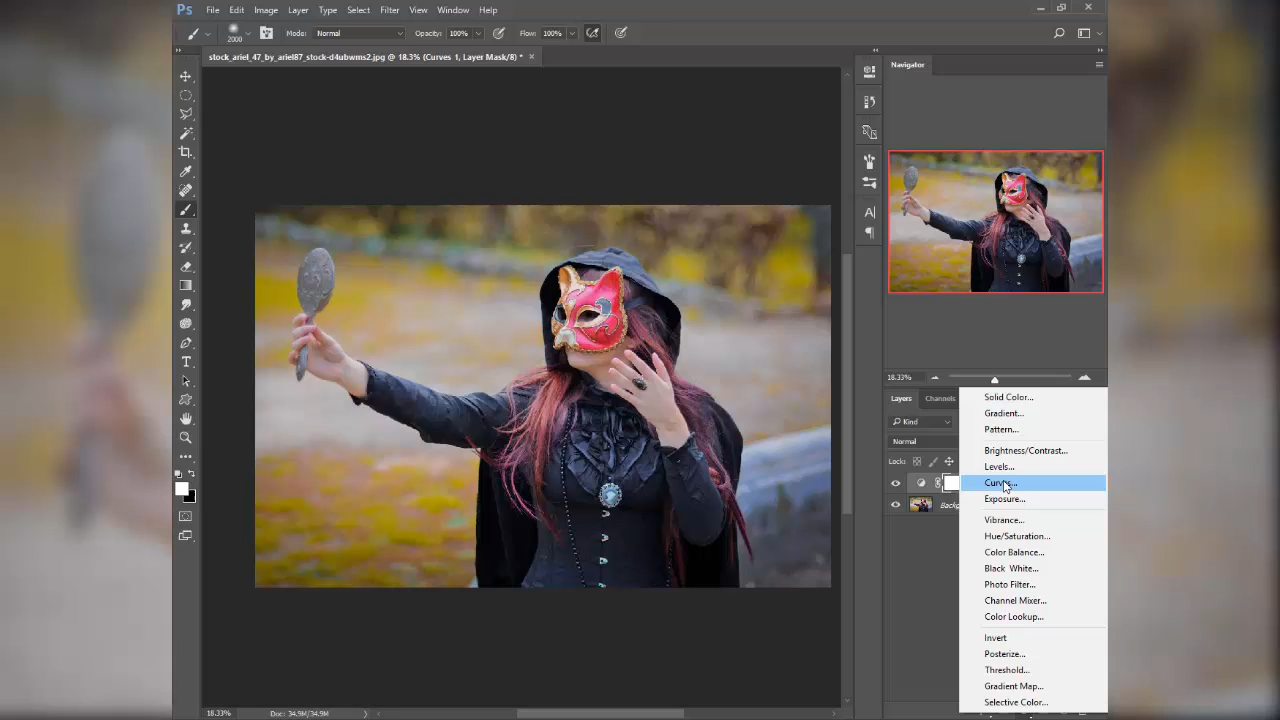 Ps File Edit Image Layer Type Select Filter View Window Help
2000 Mode: Normal Opacity: 100% Flow: 100%
stock_ariel_47_by_ariel87_stock-d4ubwms2.jpg @ 18.3% (Curves 1, Layer Mask/8) *
Navigator
18.33%
Layers Channels
Kind
Normal
Lock:
Backg
Solid Color...
Gradient...
Pattern...
Brightness/Contrast...
Levels...
Curves...
Exposure...
Vibrance...
Hue/Saturation...
Color Balance...
Black White...
Photo Filter...
Channel Mixer...
Color Lookup...
Invert
Posterize...
Threshold...
Gradient Map...
Selective Color...
18.33% Doc: 34.9M/34.9M